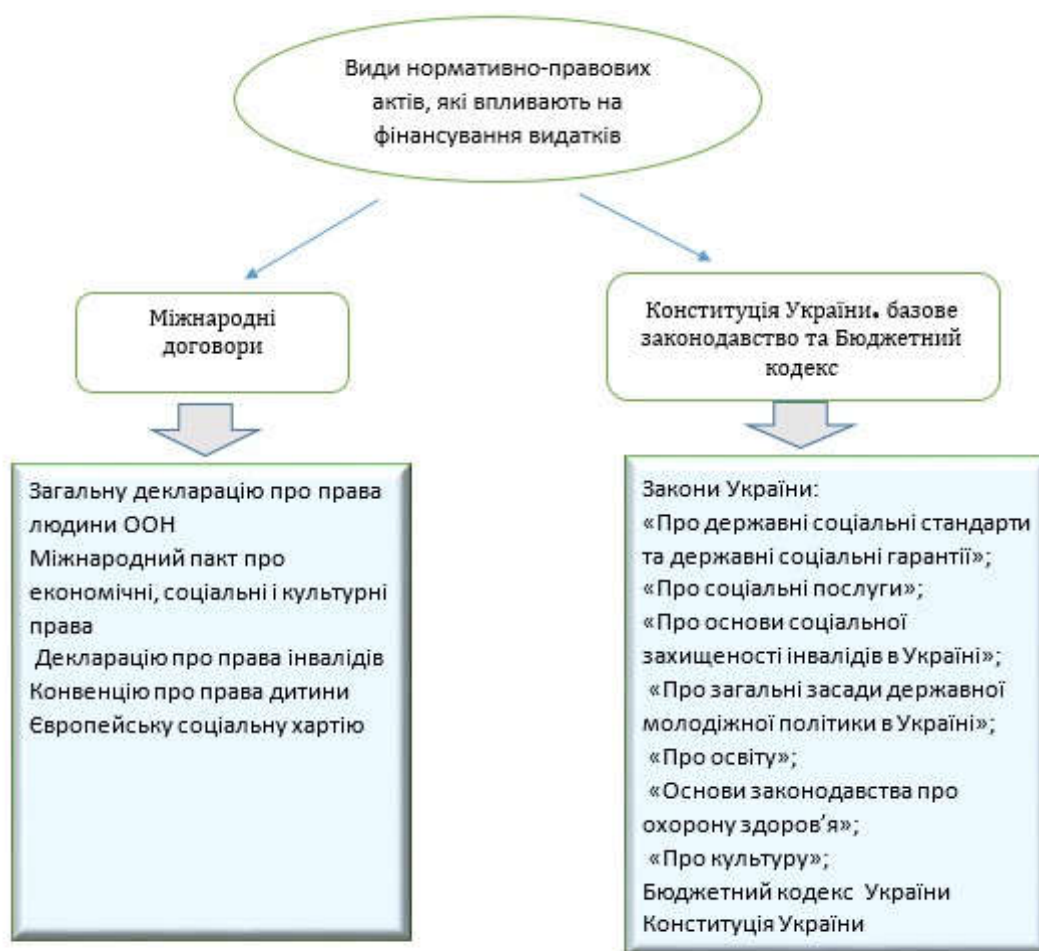 Види нормативно-правових
актів, які впливають на
фінансування видатків
Міжнародні
договори
Конституція України. базове
законодавство та Бюджетний
кодекс
Загальну декларацію про права
людини ООН
Міжнародний пакт про
економічні, соціальні і культурні
права
Декларацію про права інвалідів
Конвенцію про права дитини
Європейську соціальну хартію
Закони України:
«Про державні соціальні стандарти
та державні соціальні гарантії»;
«Про соціальні послуги»;
«Про основи соціальної
захищеності інвалідів в Україні»;
«Про загальні засади державної
молодіжної політики в Україні»;
«Про освіту»;
«Основи законодавства про
охорону здоров’я»;
«Про культуру»;
Бюджетний кодекс України
Конституція України